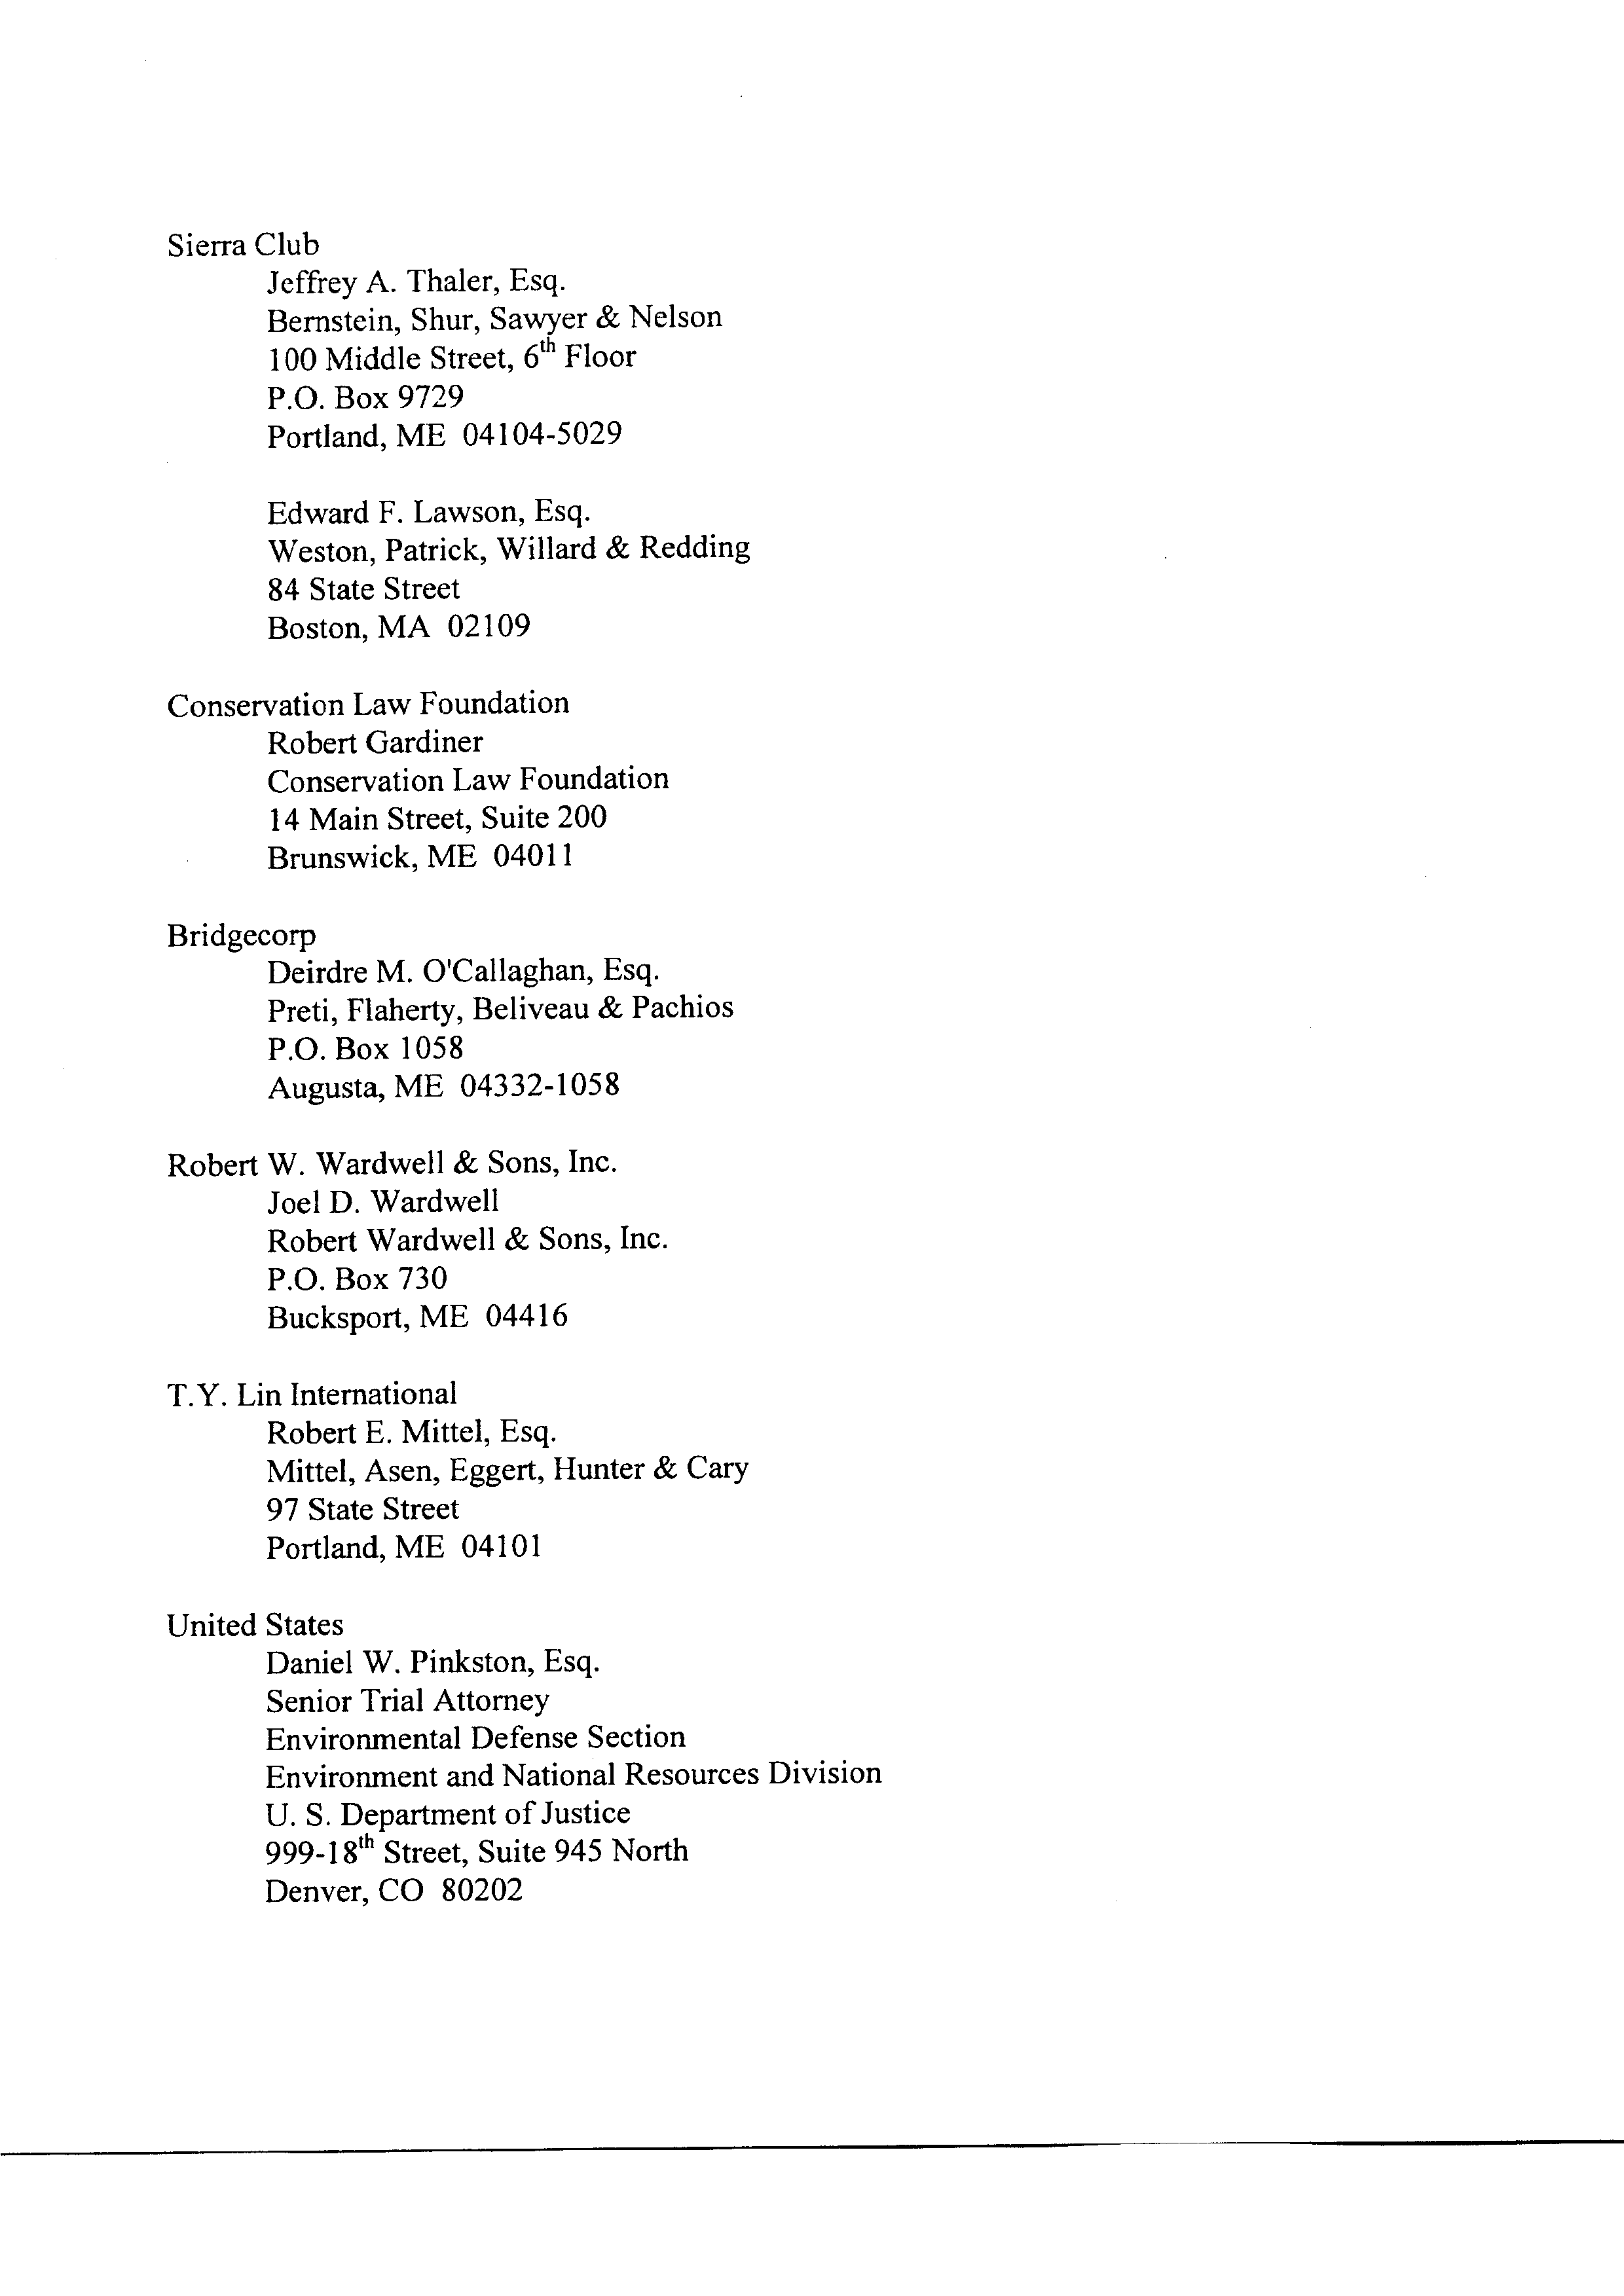 Sierra Club
Jeffrey A. Thaler, Esq.
Bernstein, Shur, Sawyer & Nelson
100 Middle Street, 6th Floor
P.O. Box 9729
Portland, ME 04104-5029
Edward F. Lawson, Esq.
Weston, Patrick, Willard & Redding
84 State Street
Boston, MA 02109
Conservation Law Foundation
Robert Gardiner
Conservation Law Foundation
14 Main Street, Suite 200
Brunswick, ME 04011
Bridgecorp
Deirdre M. O'Callaghan, Esq.
Preti, Flaherty, Beliveau & Pachios
P.O. Box 1058
Augusta, ME 04332-1058
Robert W. Wardwell & Sons, Inc.
Joel D. Wardwell
Robert Wardwell & Sons, Inc.
P.O. Box 730
Bucksport, ME 04416
T.Y. Lin International
Robert E. Mittel, Esq.
Mittel, Asen, Eggert, Hunter & Cary
97 State Street
Portland, ME 04101
United States
Daniel W. Pinkston, Esq.
Senior Trial Attorney
Environmental Defense Section
Environment and National Resources Division
U. S. Department of Justice
999-18th Street, Suite 945 North
Denver, CO 80202